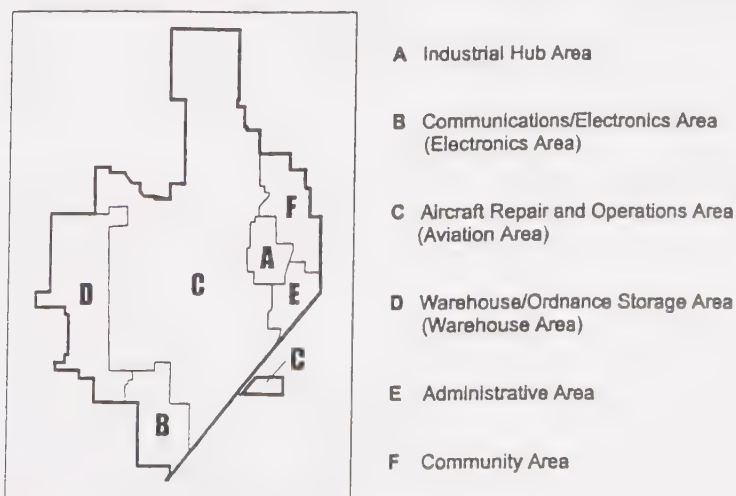 F
A
D
C
E
C
B
A Industrial Hub Area
B Communications/Electronics Area
(Electronics Area)
C Aircraft Repair and Operations Area
(Aviation Area)
D Warehouse/Ordnance Storage Area
(Warehouse Area)
E Administrative Area
F Community Area